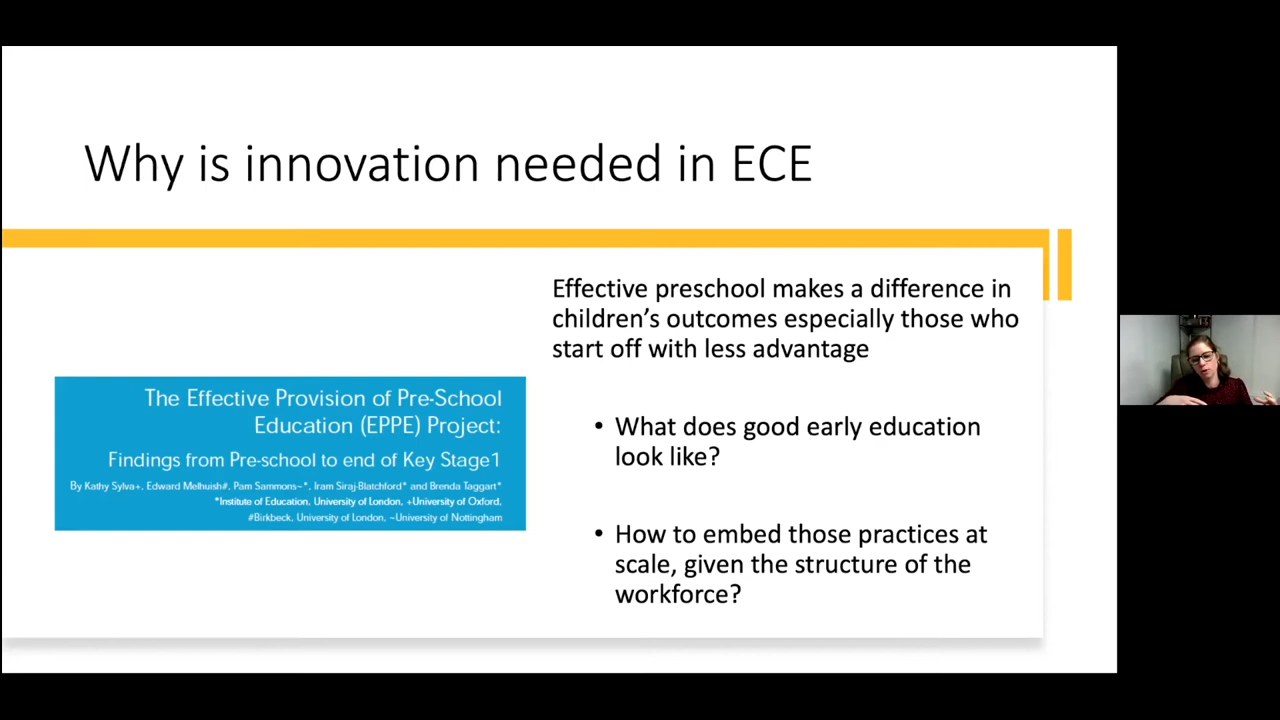 Why is innovation needed in ECE
The Effective Provision of Pre-School
Education (EPPE) Project:
Findings from Pre-school to end of Key Stage1
By Kathy Sylva+, Edward Melhuish#, Pam Sammons~*, Iram Siraj-Blatchford* and Brenda Taggart*
*Institute of Education, University of London, +University of Oxford,
#Birkbeck, University of London, ~University of Nottingham
Effective preschool makes a difference in
children’s outcomes especially those who
start off with less advantage
• What does good early education
look like?
• How to embed those practices at
scale, given the structure of the
workforce?